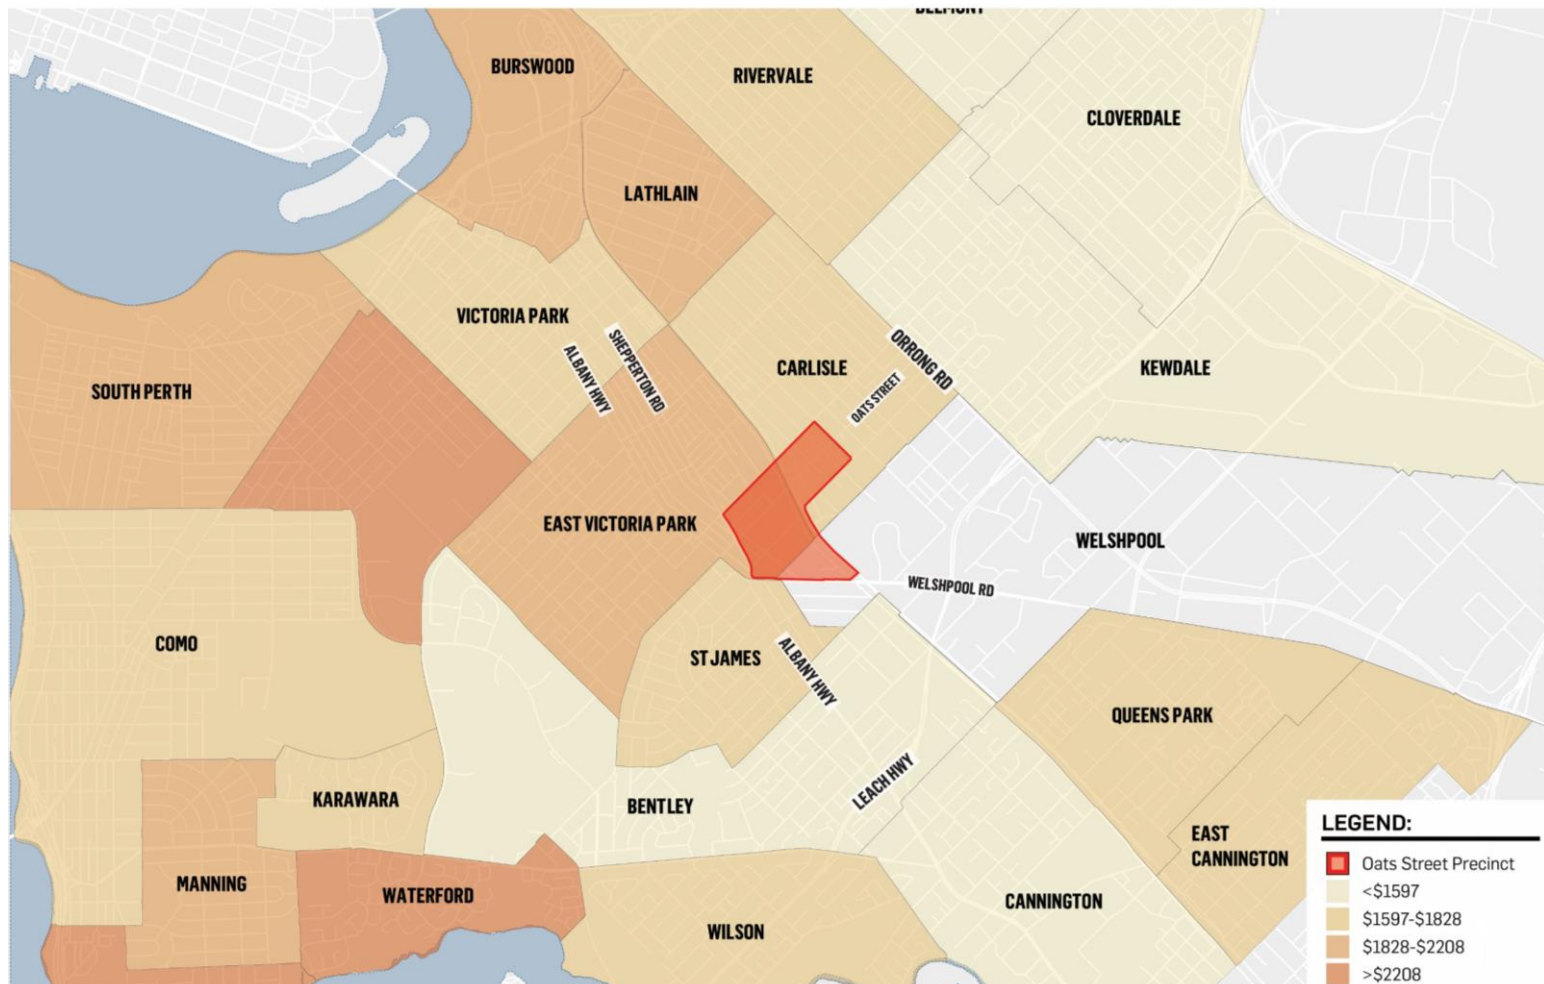 BELMONT
BURSWOOD
RIVERVALE
CLOVERDALE
LATHLAIN
VICTORIA PARK
SHEPPERTON RD
ALBANY HWY
CARLISLE
ORRONG RD
OATS STREET
KEWDALE
SOUTH PERTH
EAST VICTORIA PARK
WELSHPOOL
WELSHPOOL RD
COMO
ST JAMES
ALBANY HWY
QUEENS PARK
LEACH HWY
KARAWARA
BENTLEY
EAST
CANNINGTON
MANNING
WATERFORD
WILSON
CANNINGTON
LEGEND:
Oats Street Precinct
<$1597
$1597-$1828
$1828-$2208
>$2208